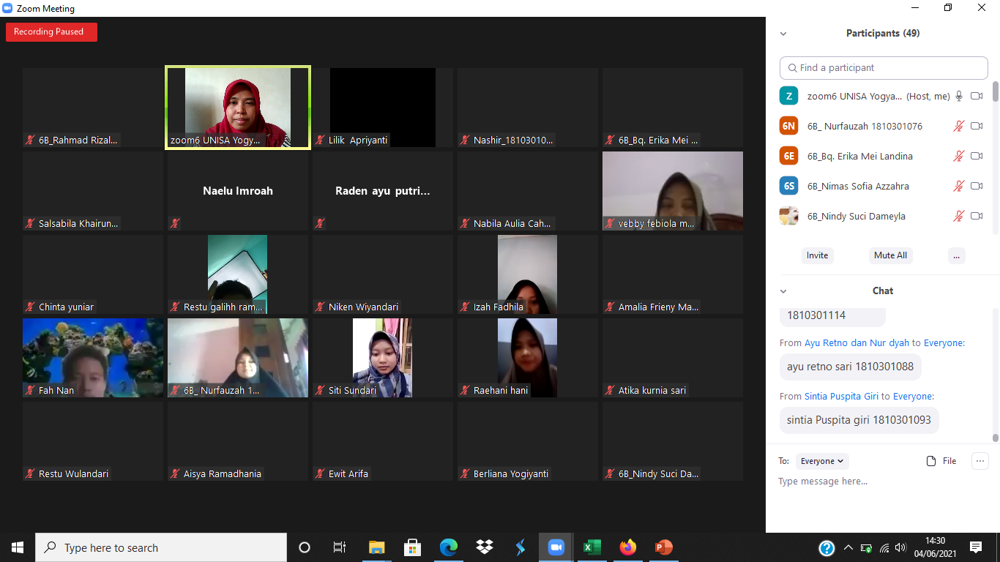 Zoom Meeting
Recording Paused
6B_Rahmad Rizal...
zoom6 UNISA Yogy...
Lilik Apriyanti
Nashir_18103010...
6B_Bq. Erika Mei ...
Salsabila Khairun...
Naelu Imroah
Raden ayu putri...
Nabila Aulia Cah...
vebby febiola m...
Chinta yuniar
Restu galihh ram...
Niken Wiyandari
Izah Fadhila
Amalia Frieny Ma...
Fah Nan
6B_ Nurfauzah 1...
Siti Sundari
Raehani hani
Atika kurnia sari
Restu Wulandari
Aisya Ramadhania
Ewit Arifa
Berliana Yogiyanti
6B_Nindy Suci Da...
Participants (49)
Find a participant
Z zoom6 UNISA Yogya... (Host, me)
6N 6B_ Nurfauzah 1810301076
6E 6B_Bq. Erika Mei Landina
6S 6B_Nimas Sofia Azzahra
6B_Nindy Suci Dameyla
Invite Mute All ...
Chat
1810301114
From Ayu Retno dan Nur dyah to Everyone:
ayu retno sari 1810301088
From Sintia Puspita Giri to Everyone:
sintia Puspita giri 1810301093
To: Everyone File ...
Type message here...
Type here to search
14:30
04/06/2021